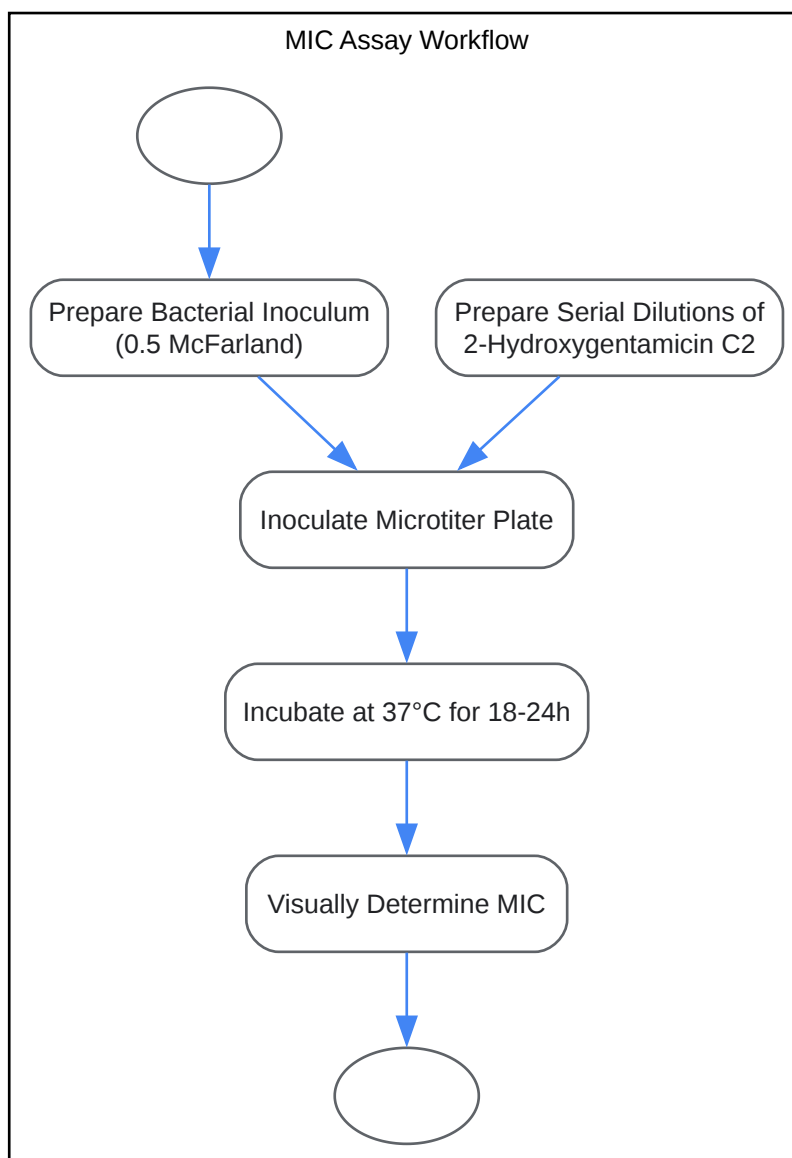 MIC Assay Workflow
Prepare Bacterial Inoculum
(0.5 McFarland)
Prepare Serial Dilutions of
2-Hydroxygentamicin C2
Inoculate Microtiter Plate
Incubate at 37°C for 18-24h
Visually Determine MIC